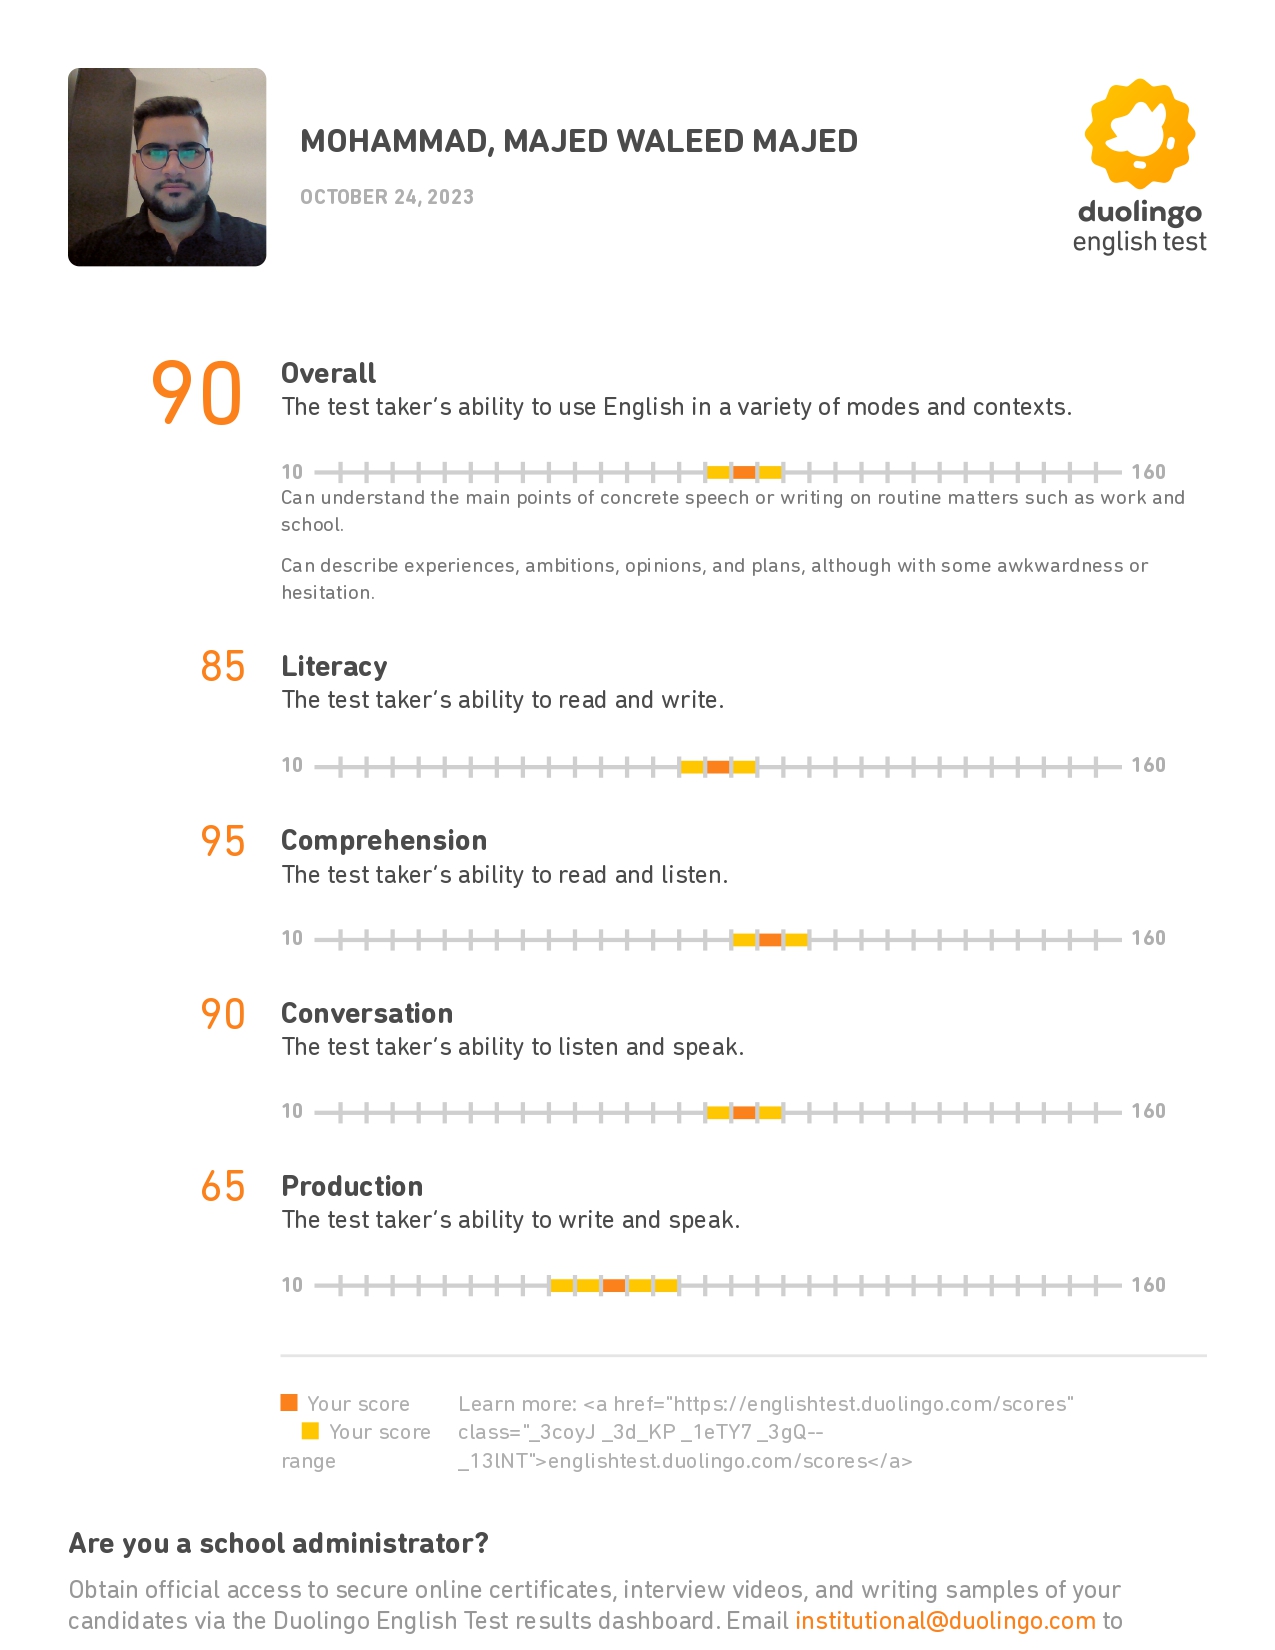 MOHAMMAD, MAJED WALEED MAJED
OCTOBER 24, 2023
duolingo
english test
90
Overall
The test taker's ability to use English in a variety of modes and contexts.
10
160
Can understand the main points of concrete speech or writing on routine matters such as work and
school.
Can describe experiences, ambitions, opinions, and plans, although with some awkwardness or
hesitation.
85
Literacy
The test taker's ability to read and write.
10
160
95
Comprehension
The test taker's ability to read and listen.
10
160
90
Conversation
The test taker's ability to listen and speak.
10
160
65
Production
The test taker's ability to write and speak.
10
160
Your score
Your score
range
Learn more: <a href="https://englishtest.duolingo.com/scores"
class="_3coyJ _3d_KP _1eTY7 _3gQ--
_13lNT">englishtest.duolingo.com/scores</a>
Are you a school administrator?
Obtain official access to secure online certificates, interview videos, and writing samples of your
candidates via the Duolingo English Test results dashboard. Email institutional@duolingo.com to